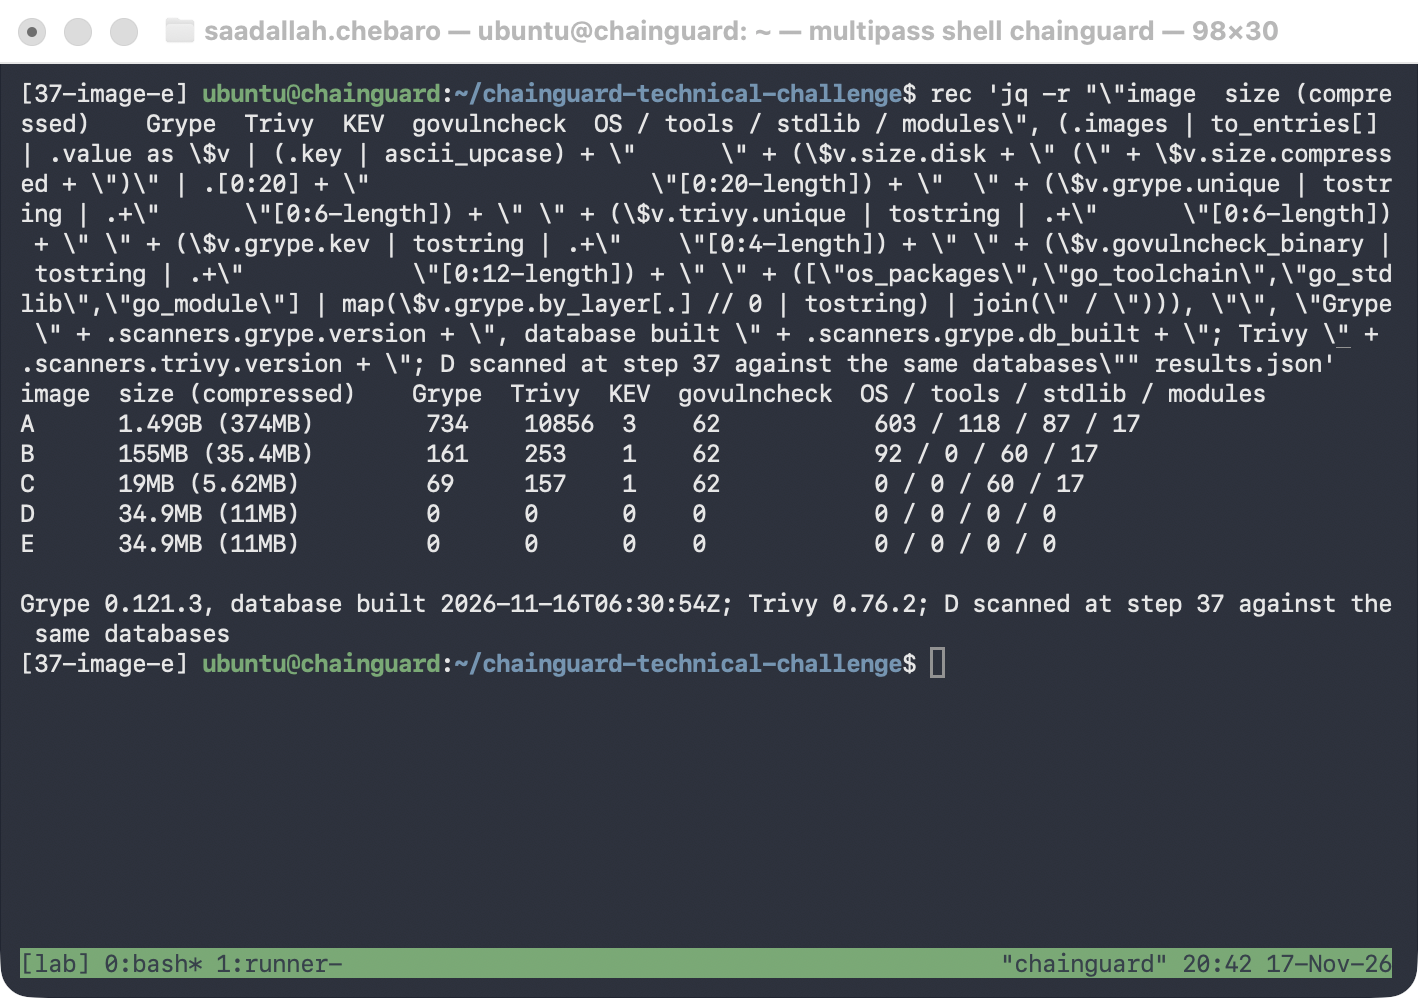 saadallah.chebaro — ubuntu@chainguard: ~ — multipass shell chainguard — 98×30
[37-image-e] ubuntu@chainguard:~/chainguard-technical-challenge$ rec 'jq -r "\"image  size (compre
ssed)    Grype  Trivy  KEV  govulncheck  OS / tools / stdlib / modules\", (.images | to_entries[]
| .value as \$v | (.key | ascii_upcase) + \"      \" + (\$v.size.disk + \" (\" + \$v.size.compress
ed + \")\" | .[0:20] + \"                    \"[0:20-length]) + \"  \" + (\$v.grype.unique | tostr
ing | .+\"      \"[0:6-length]) + \" \" + (\$v.trivy.unique | tostring | .+\"      \"[0:6-length])
 + \" \" + (\$v.grype.kev | tostring | .+\"    \"[0:4-length]) + \" \" + (\$v.govulncheck_binary |
 tostring | .+\"            \"[0:12-length]) + \" \" + ([\"os_packages\",\"go_toolchain\",\"go_std
lib\",\"go_module\"] | map(\$v.grype.by_layer[.] // 0 | tostring) | join(\" / \"))), \"\", \"Grype
 \" + .scanners.grype.version + \", database built \" + .scanners.grype.db_built + \"; Trivy \" +
.scanners.trivy.version + \"; D scanned at step 37 against the same databases\"" results.json'
image  size (compressed)    Grype  Trivy  KEV  govulncheck  OS / tools / stdlib / modules
A      1.49GB (374MB)        734    10856  3    62           603 / 118 / 87 / 17
B      155MB (35.4MB)        161    253    1    62           92 / 0 / 60 / 17
C      19MB (5.62MB)         69     157    1    62           0 / 0 / 60 / 17
D      34.9MB (11MB)         0      0      0    0            0 / 0 / 0 / 0
E      34.9MB (11MB)         0      0      0    0            0 / 0 / 0 / 0
Grype 0.121.3, database built 2026-11-16T06:30:54Z; Trivy 0.76.2; D scanned at step 37 against the
 same databases
[37-image-e] ubuntu@chainguard:~/chainguard-technical-challenge$
[lab] 0:bash* 1:runner- "chainguard" 20:42 17-Nov-26